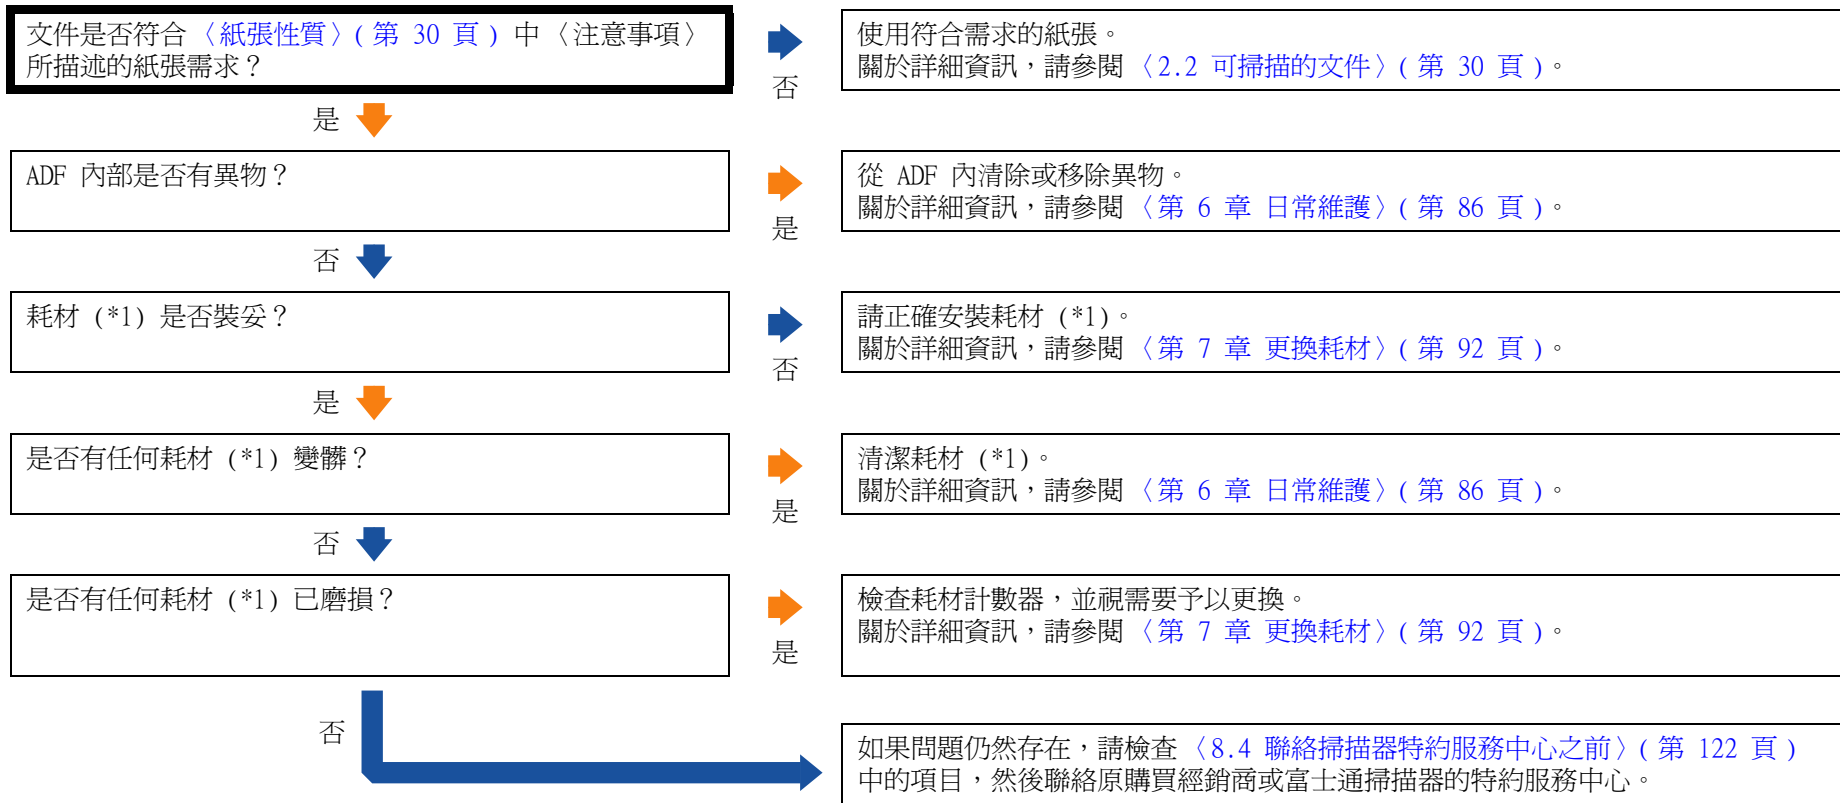 文件是否符合〈紙張性質〉( 第 30 頁 ) 中〈注意事項〉
所描述的紙張需求？
否
使用符合需求的紙張。
關於詳細資訊，請參閱〈2.2 可掃描的文件〉( 第 30 頁 )。
是
ADF 內部是否有異物？
是
從 ADF 內清除或移除異物。
關於詳細資訊，請參閱〈第 6 章 日常維護〉( 第 86 頁 )。
否
耗材 (*1) 是否裝妥？
否
請正確安裝耗材 (*1)。
關於詳細資訊，請參閱〈第 7 章 更換耗材〉( 第 92 頁 )。
是
是否有任何耗材 (*1) 變髒？
是
清潔耗材 (*1)。
關於詳細資訊，請參閱〈第 6 章 日常維護〉( 第 86 頁 )。
否
是否有任何耗材 (*1) 已磨損？
是
檢查耗材計數器，並視需要予以更換。
關於詳細資訊，請參閱〈第 7 章 更換耗材〉( 第 92 頁 )。
否
如果問題仍然存在，請檢查〈8.4 聯絡掃描器特約服務中心之前〉( 第 122 頁 )
中的項目，然後聯絡原購買經銷商或富士通掃描器的特約服務中心。